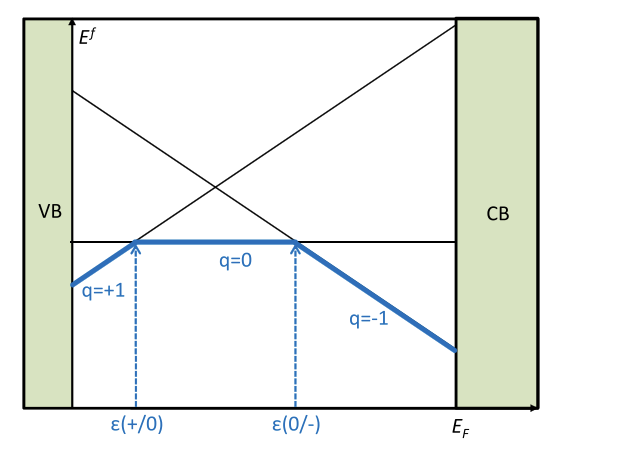 E^f
VB
CB
q=0
q=+1
q=-1
ε(+/0)
ε(0/-)
E_F